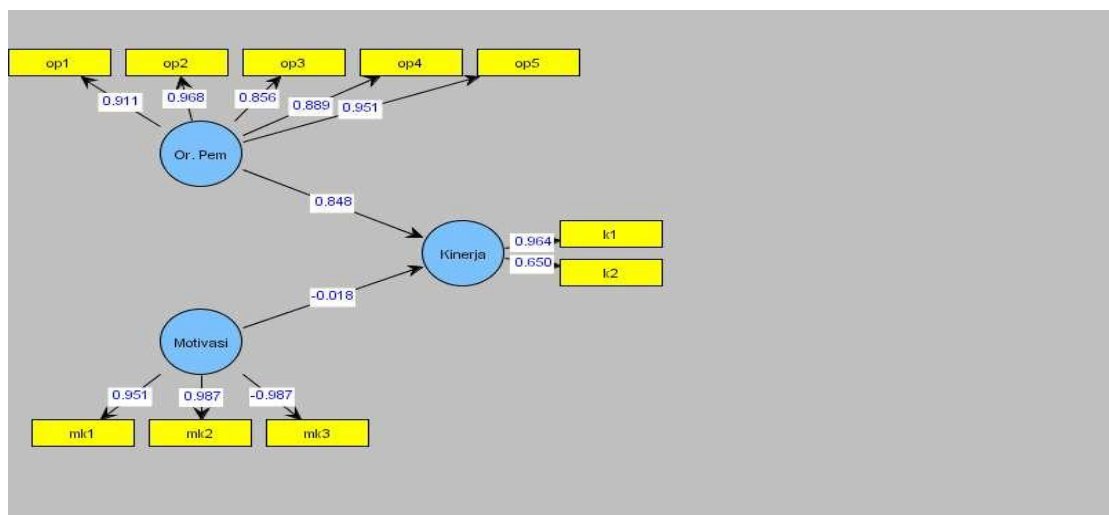 op1 op2 op3 op4 op5
0.911 0.968 0.856 0.889 0.951
Or. Pem
0.848
k1
0.964
Kinerja
0.650
k2
-0.018
Motivasi
0.951 0.987 -0.987
mk1 mk2 mk3